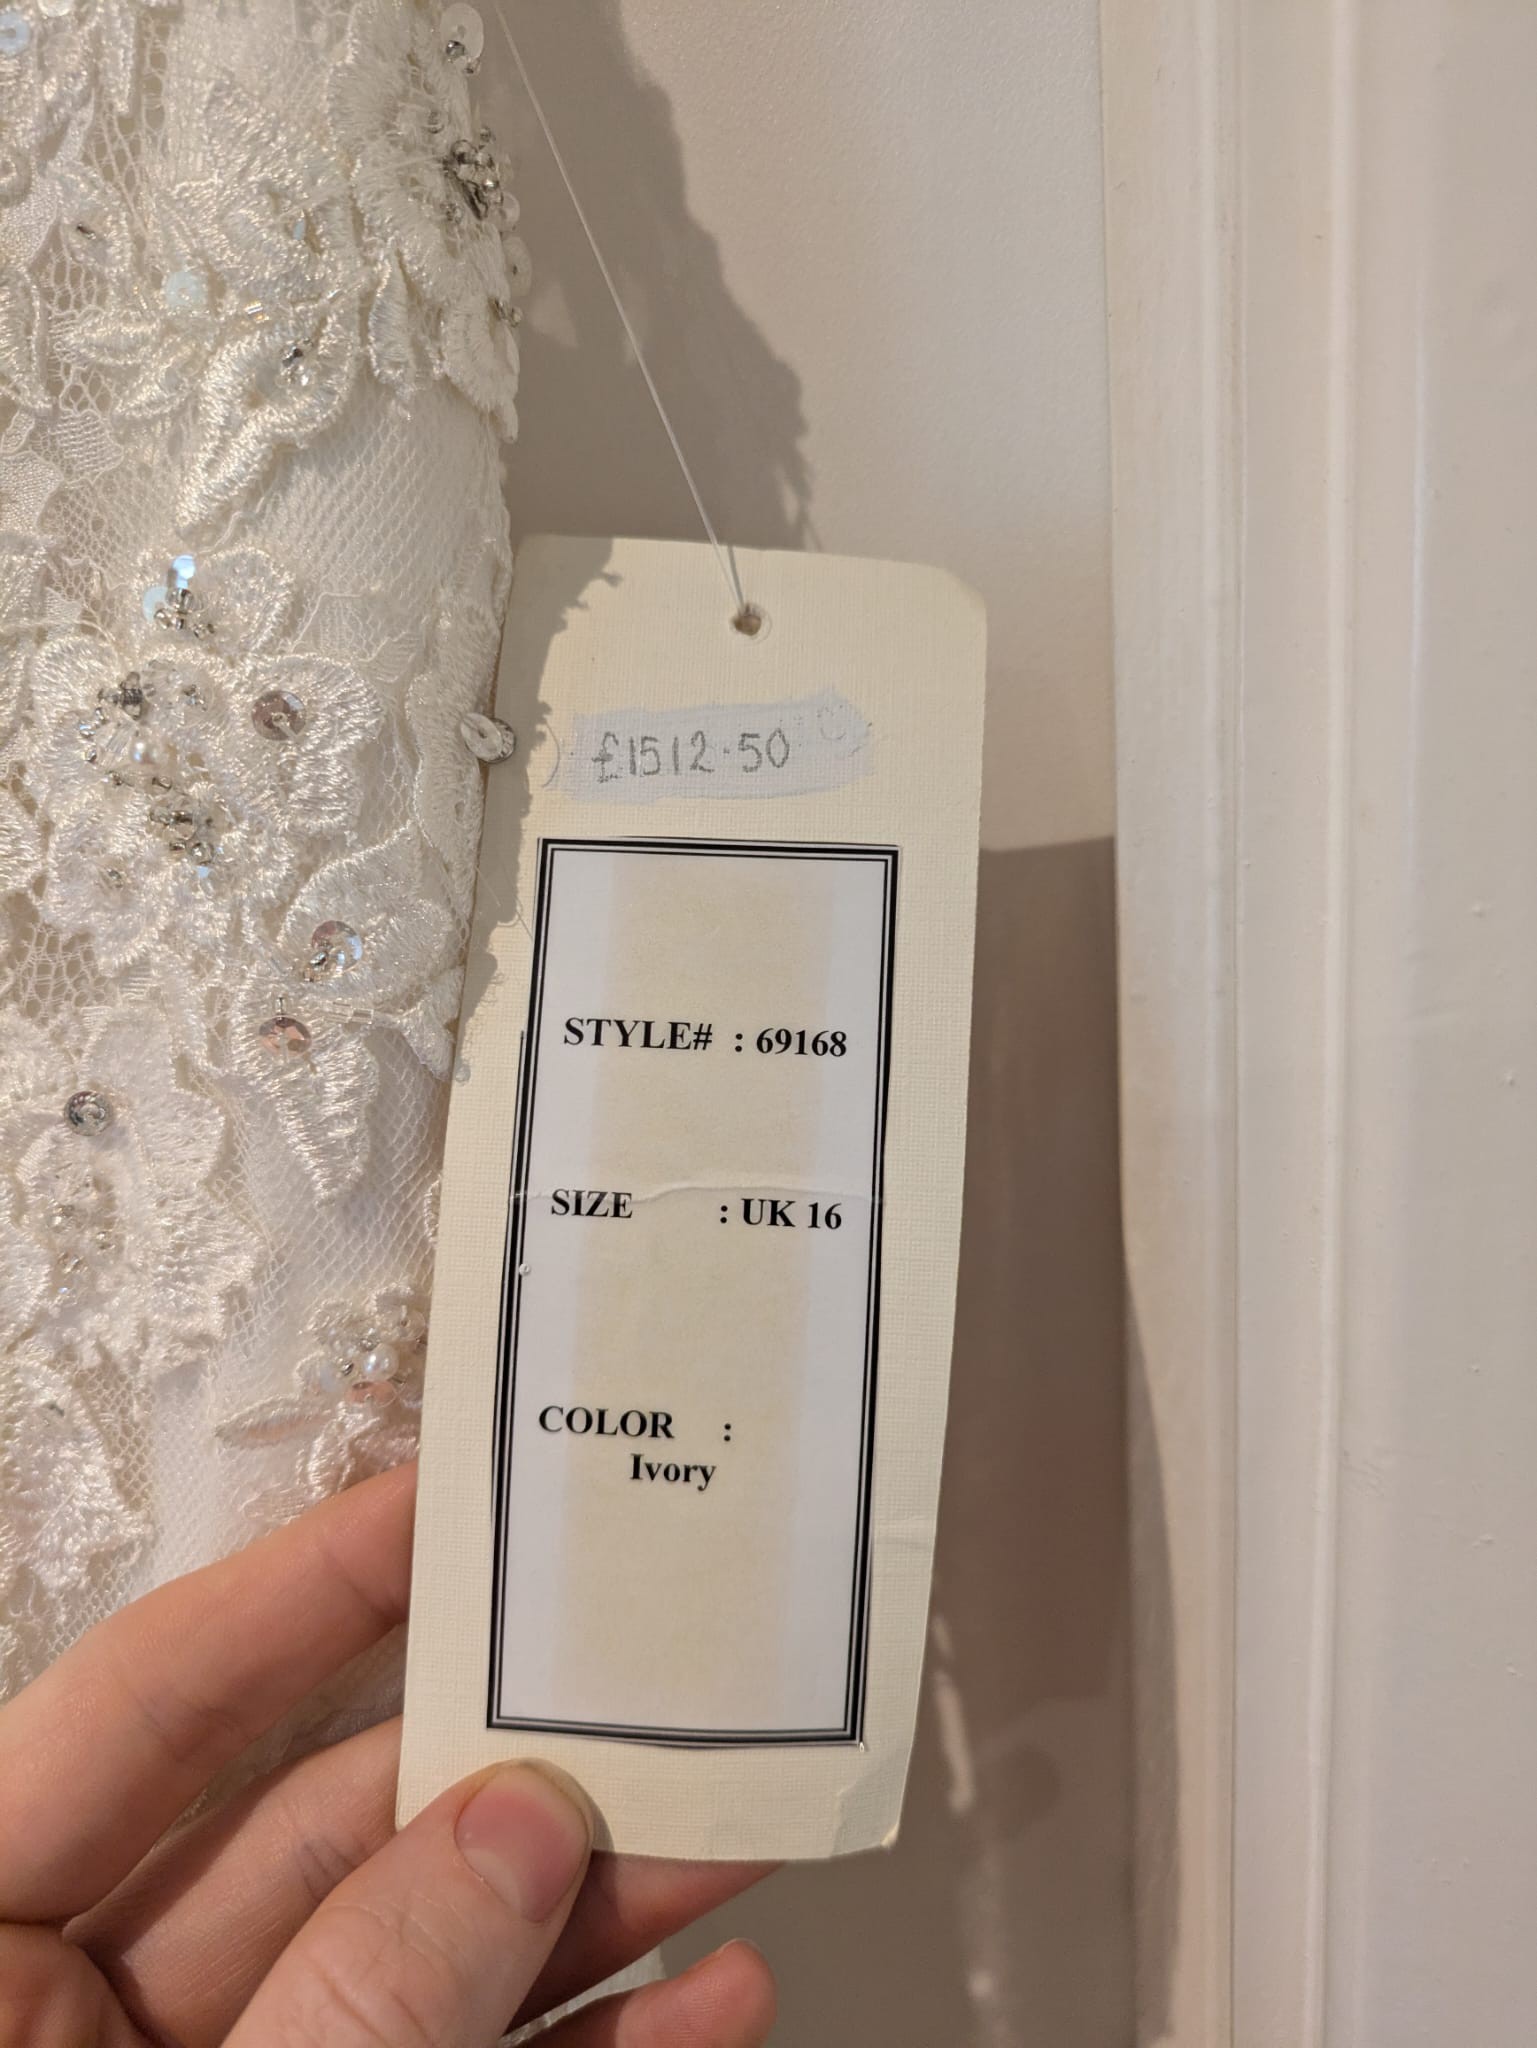 £1512.50
STYLE# : 69168
SIZE : UK 16
COLOR :
Ivory